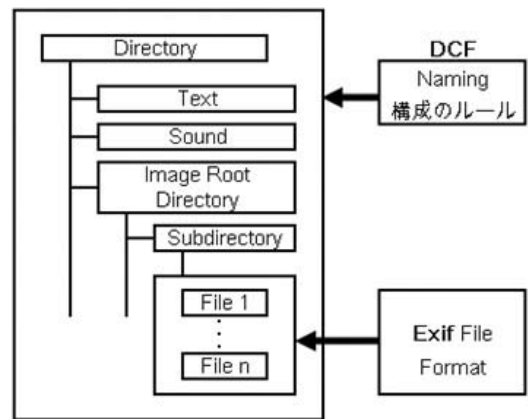 Directory
Text
Sound
Image Root
Directory
Subdirectory
File 1
File n
DCF
Naming
構成のルール
Exif File
Format